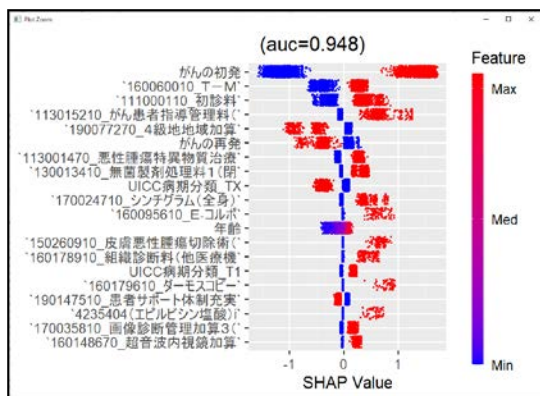 Plot Zoom
(auc=0.948)
Feature
がんの初発
`160060010_T－M`
`111000110_初診料`
`113015210_がん患者指導管理料(`
`190077270_4級地地域加算`
がんの再発
`113001470_悪性腫瘍特異物質治療`
`130013410_無菌製剤処理料1(閉`
UICC病期分類_TX
`170024710_シンチグラム(全身)`
`160095610_E-コルポ`
年齢
`150260910_皮膚悪性腫瘍切除術(`
`160178910_組織診断料(他医療機`
UICC病期分類_T1
`160179610_ダーモスコピー`
`190147510_患者サポート体制充実`
`4235404(エピルビシン塩酸)i`
`170035810_画像診断管理加算3(`
`160148670_超音波内視鏡加算`
Max
Med
Min
-1 0 1
SHAP Value